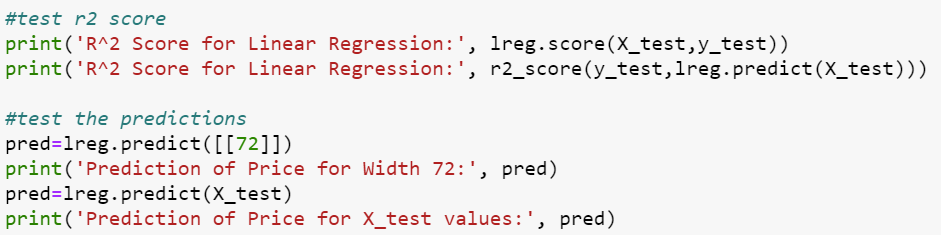 #test r2 score
print('R^2 Score for Linear Regression:', lreg.score(X_test,y_test))
print('R^2 Score for Linear Regression:', r2_score(y_test,lreg.predict(X_test)))
#test the predictions
pred=lreg.predict([[72]])
print('Prediction of Price for Width 72:', pred)
pred=lreg.predict(X_test)
print('Prediction of Price for X_test values:', pred)